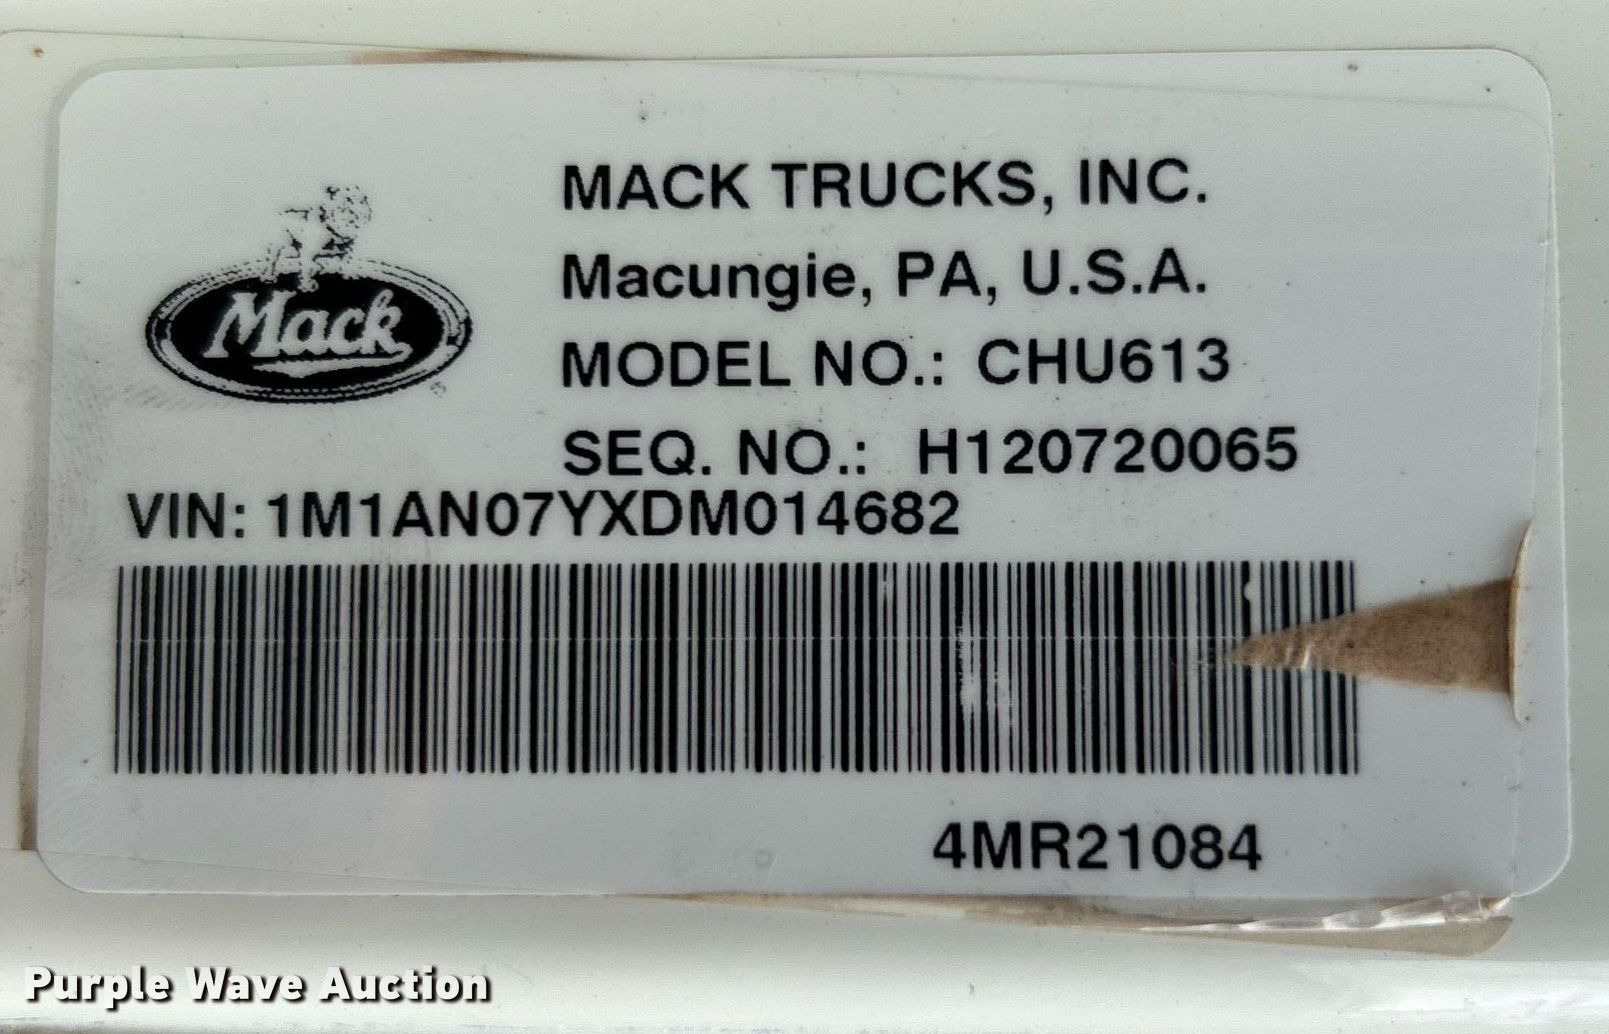 MACK TRUCKS, INC.
Macungie, PA, U.S.A.
Mack
®
MODEL NO.: CHU613
SEQ. NO.: H120720065
VIN: 1M1AN07YXDM014682
4MR21084
Purple Wave Auction